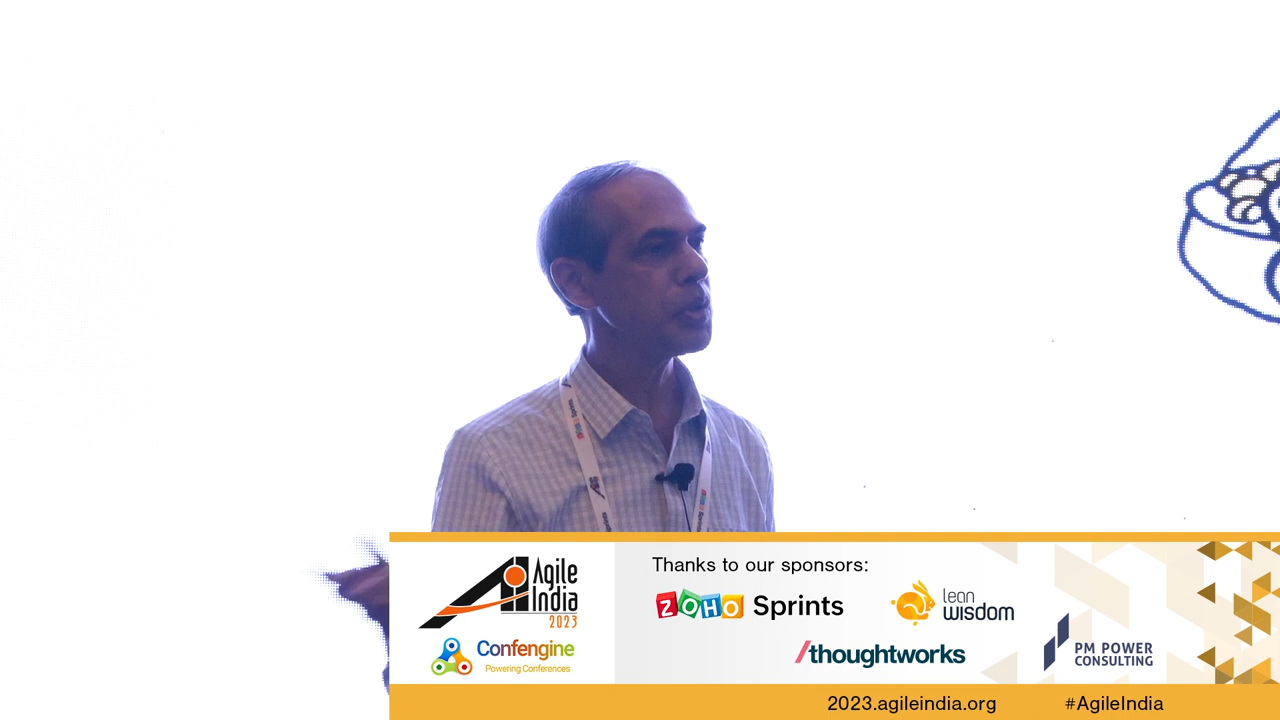 Agile
India
2023
Confengine
Powering Conferences
Thanks to our sponsors:
ZOHO Sprints
lean
wisdom
/thoughtworks
PM POWER
CONSULTING
2023.agileindia.org
#AgileIndia